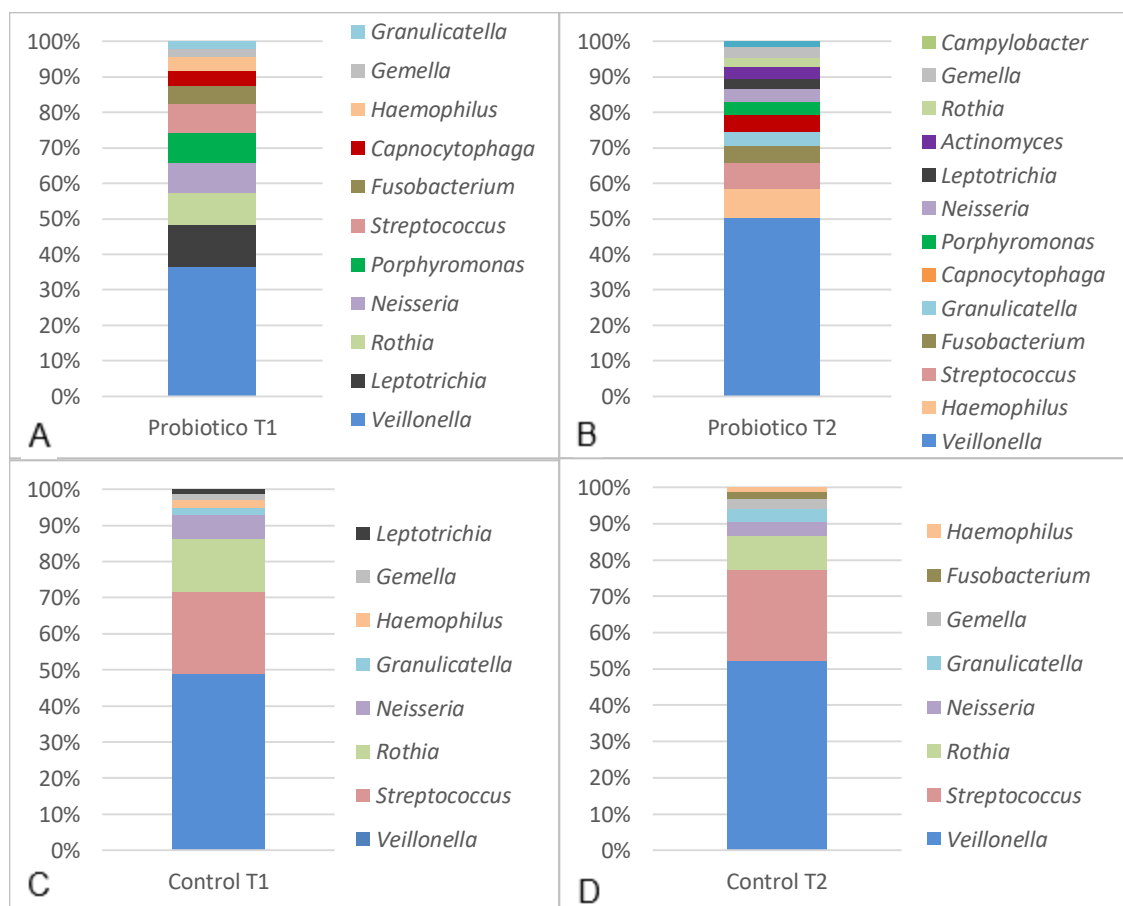 100%
90%
80%
70%
60%
50%
40%
30%
20%
10%
0%
Probiotico T1
A
Granulicatella
Gemella
Haemophilus
Capnocytophaga
Fusobacterium
Streptococcus
Porphyromonas
Neisseria
Rothia
Leptotrichia
Veillonella
100%
90%
80%
70%
60%
50%
40%
30%
20%
10%
0%
Probiotico T2
B
Campylobacter
Gemella
Rothia
Actinomyces
Leptotrichia
Neisseria
Porphyromonas
Capnocytophaga
Granulicatella
Fusobacterium
Streptococcus
Haemophilus
Veillonella
100%
90%
80%
70%
60%
50%
40%
30%
20%
10%
0%
Control T1
C
Leptotrichia
Gemella
Haemophilus
Granulicatella
Neisseria
Rothia
Streptococcus
Veillonella
100%
90%
80%
70%
60%
50%
40%
30%
20%
10%
0%
Control T2
D
Haemophilus
Fusobacterium
Gemella
Granulicatella
Neisseria
Rothia
Streptococcus
Veillonella